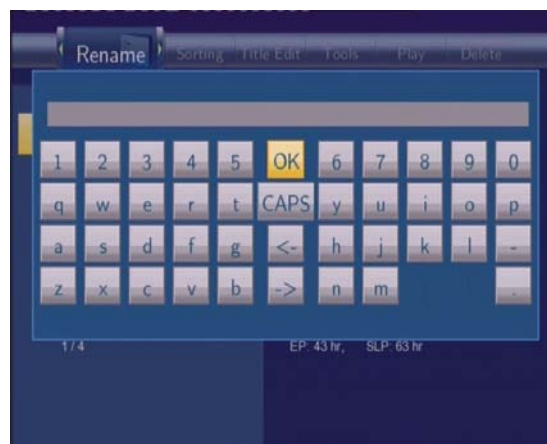 Rename Sorting Title Edit Tools Play Delete
1 2 3 4 5 OK 6 7 8 9 0
q w e r t CAPS y u i o p
a s d f g <- h j k l -
z x c v b -> n m .
1/4 EP: 43 hr, SLP: 63 hr